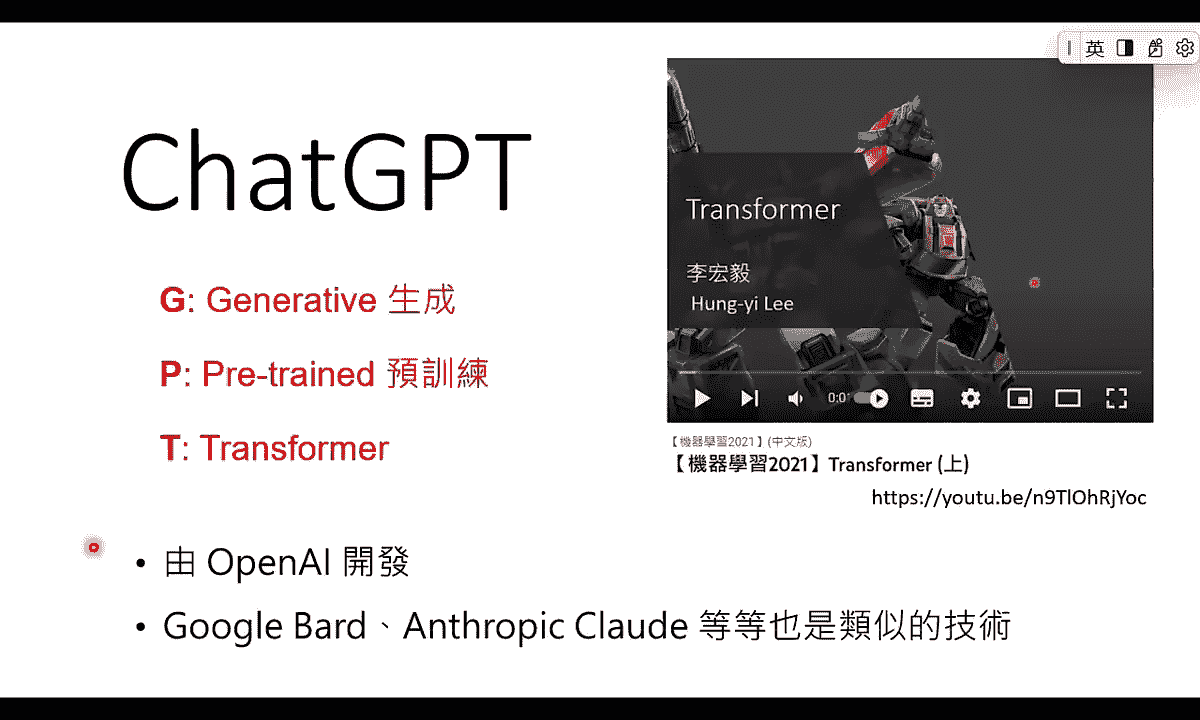 英
ChatGPT
G: Generative 生成
P: Pre-trained 預訓練
T: Transformer
Transformer
李宏毅
Hung-yi Lee
【機器學習2021】(中文版)
【機器學習2021】Transformer (上)
https://youtu.be/n9TlOhRjYoc
• 由 OpenAI 開發
• Google Bard、Anthropic Claude 等等也是類似的技術